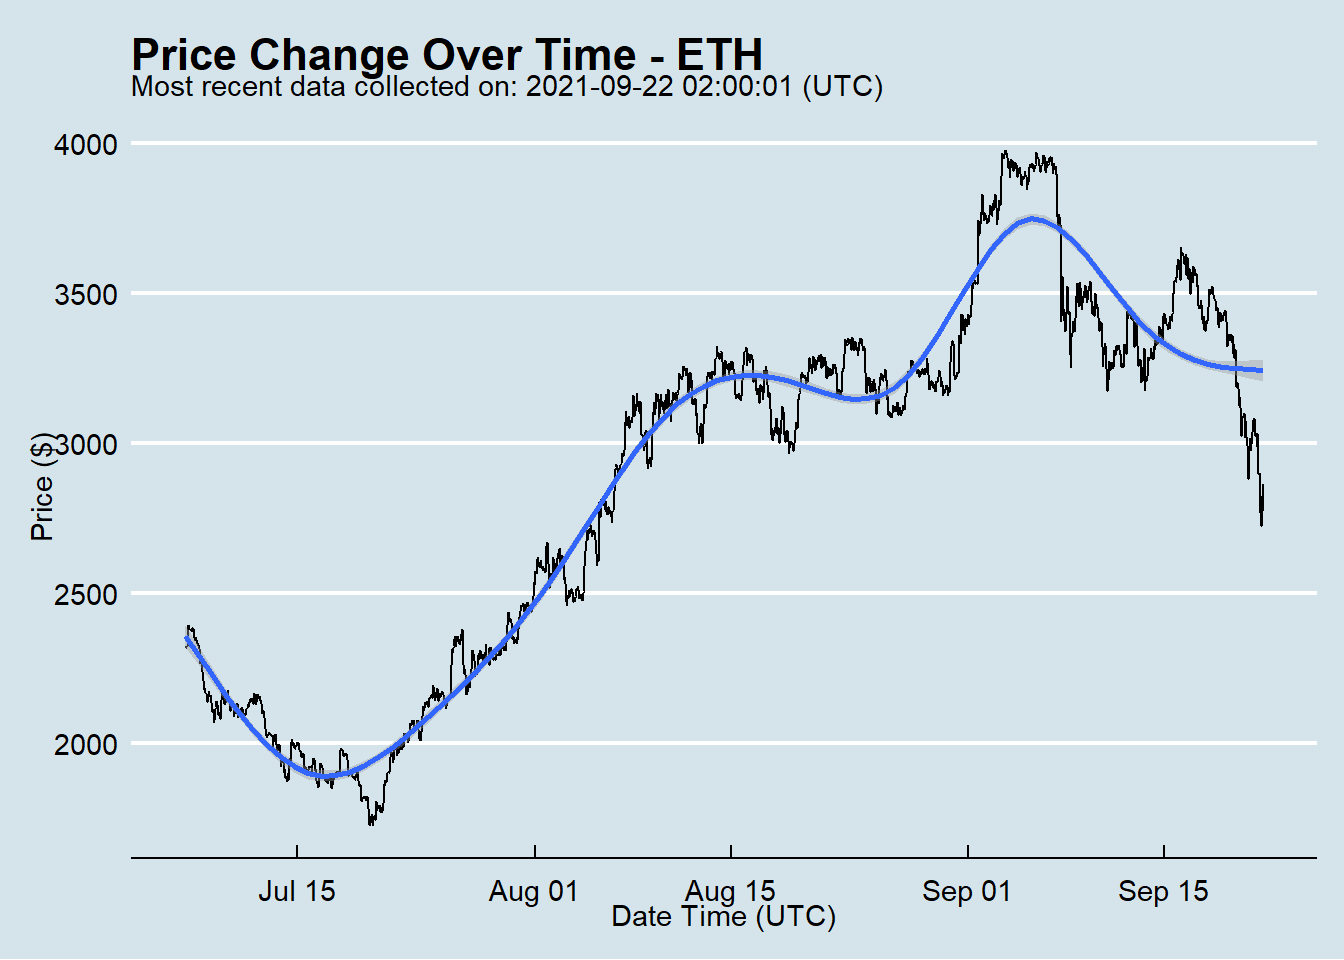 Price Change Over Time - ETH
Most recent data collected on: 2021-09-22 02:00:01 (UTC)
4000
3500
3000
2500
2000
Price ($)
Jul 15
Aug 01
Aug 15
Sep 01
Sep 15
Date Time (UTC)